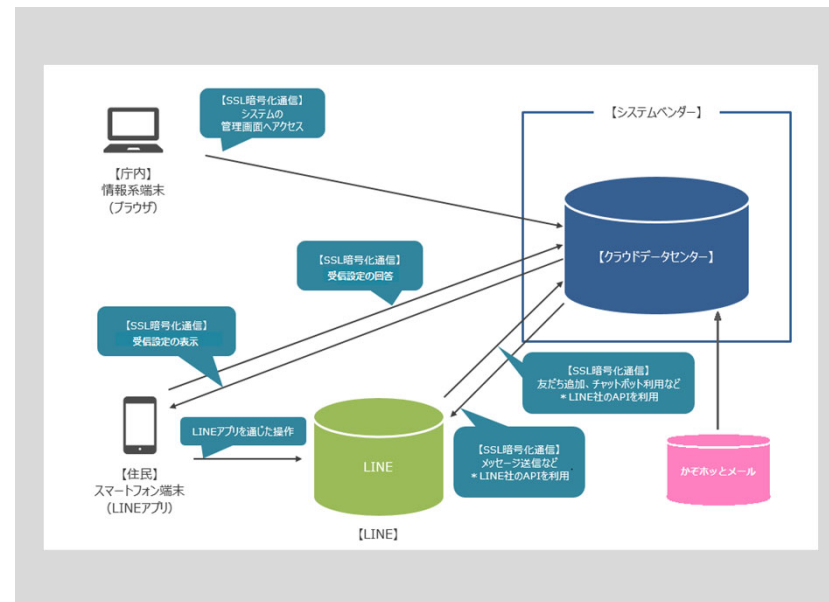 【SSL暗号化通信】
システムの
管理画面へアクセス
【システムベンダー】
【庁内】
情報系端末
(ブラウザ)
【クラウドデータセンター】
【SSL暗号化通信】
受信設定の回答
【SSL暗号化通信】
受信設定の表示
【SSL暗号化通信】
友だち追加、チャットボット利用など
*LINE社のAPIを利用
LINEアプリを通じた操作
【SSL暗号化通信】
メッセージ送信など
*LINE社のAPIを利用
LINE
かぞホッとメール
【住民】
スマートフォン端末
(LINEアプリ)
【LINE】